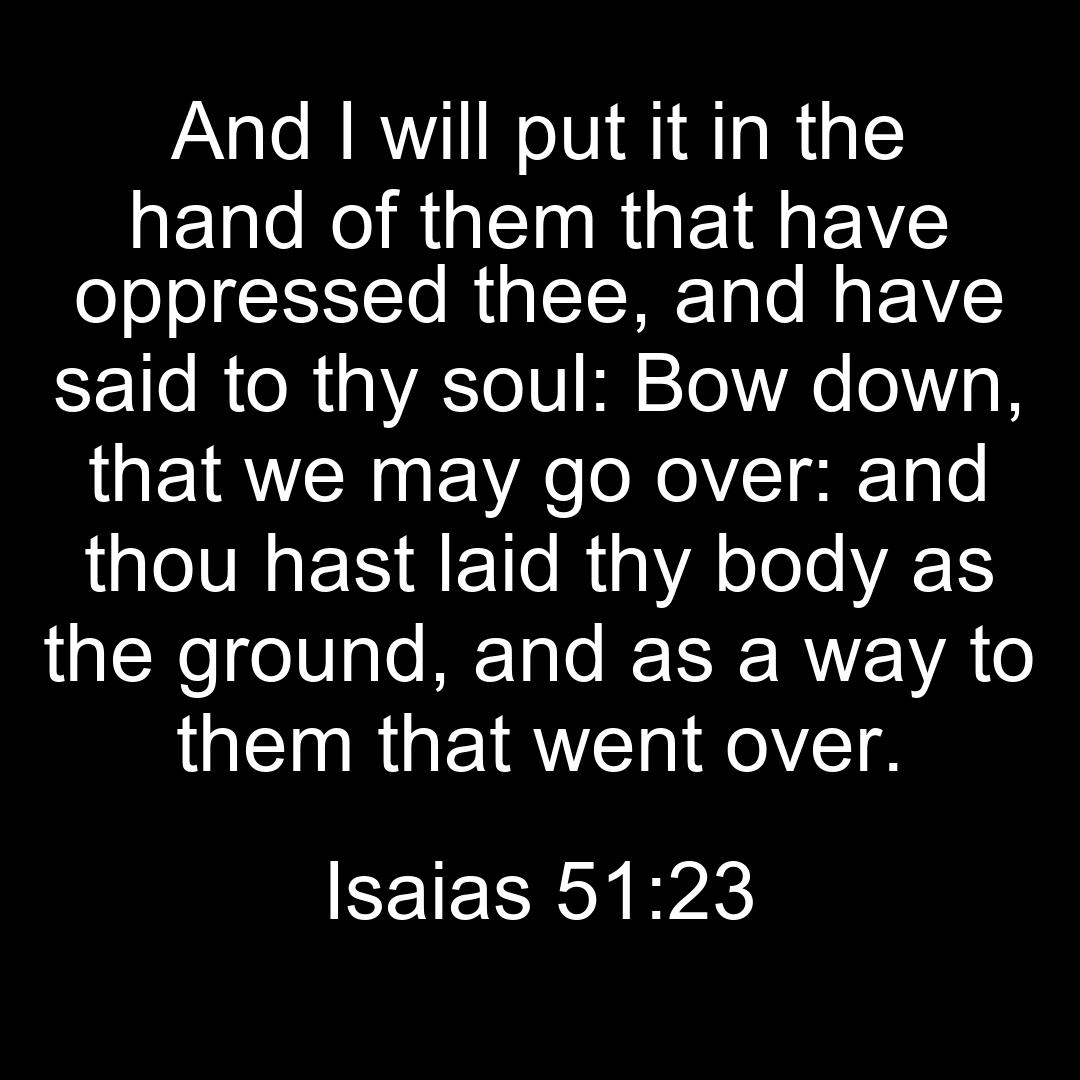 And I will put it in the
hand of them that have
oppressed thee, and have
said to thy soul: Bow down,
that we may go over: and
thou hast laid thy body as
the ground, and as a way to
them that went over.
Isaias 51:23